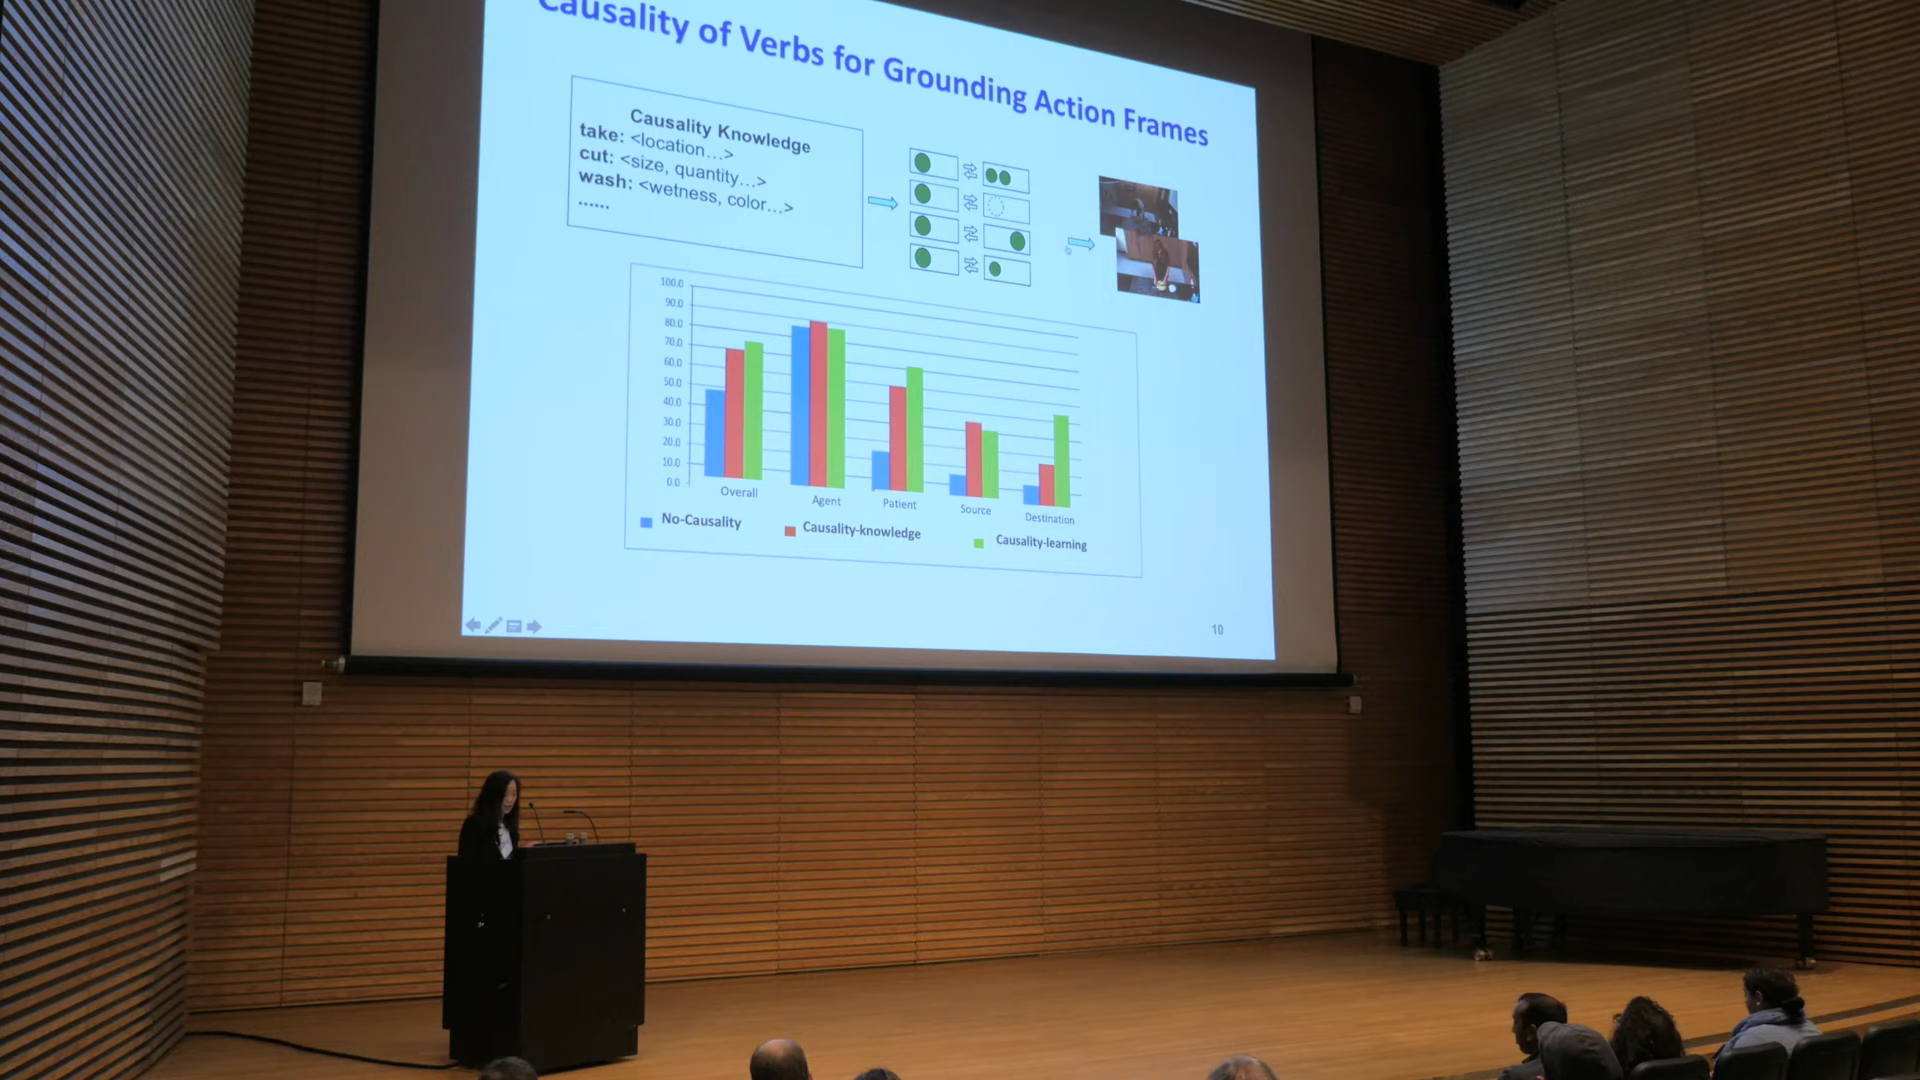 Causality of Verbs for Grounding Action Frames
Causality Knowledge
take: <location...>
cut: <size, quantity...>
wash: <wetness, color...>
......
100.0
90.0
80.0
70.0
60.0
50.0
40.0
30.0
20.0
10.0
0.0
Overall
Agent
Patient
Source
Destination
No-Causality
Causality-knowledge
Causality-learning
10